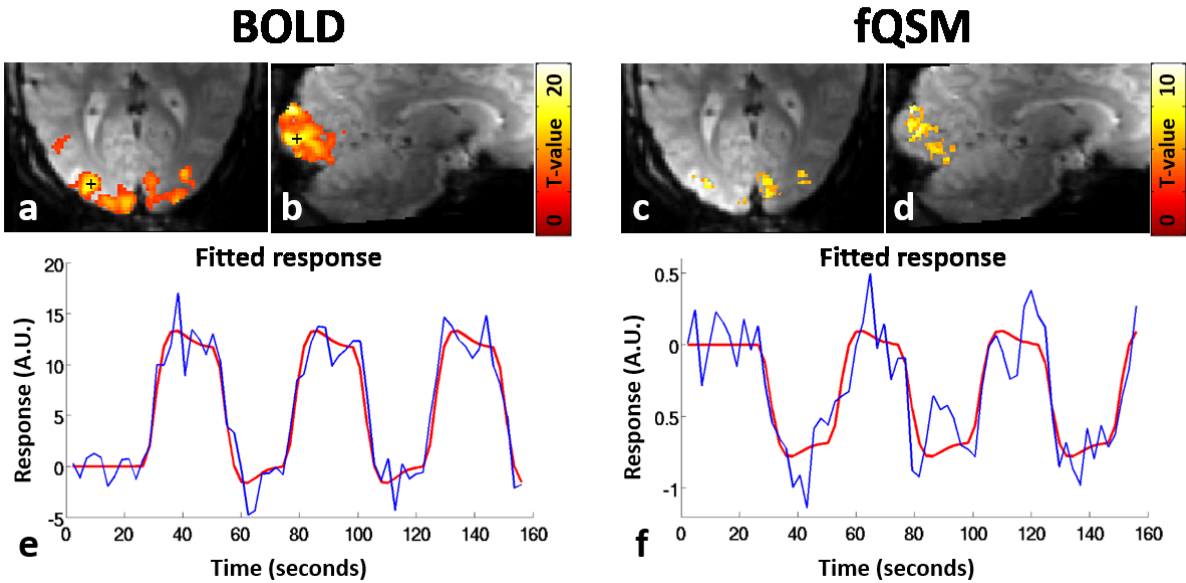 BOLD
fQSM
a
b
0 T-value 20
c
d
0 T-value 10
Fitted response
20
15
10
5
0
-5
Response (A.U.)
0 20 40 60 80 100 120 140 160
Time (seconds)
e
Fitted response
0.5
0
0.5
-1
Response (A.U.)
0 20 40 60 80 100 120 140 160
Time (seconds)
f